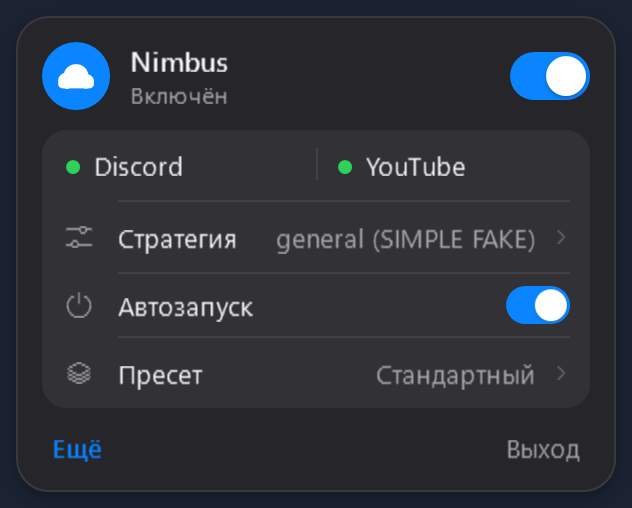 Nimbus
Включён
Discord YouTube
Стратегия general (SIMPLE FAKE)
Автозапуск
Пресет Стандартный
Ещё Выход